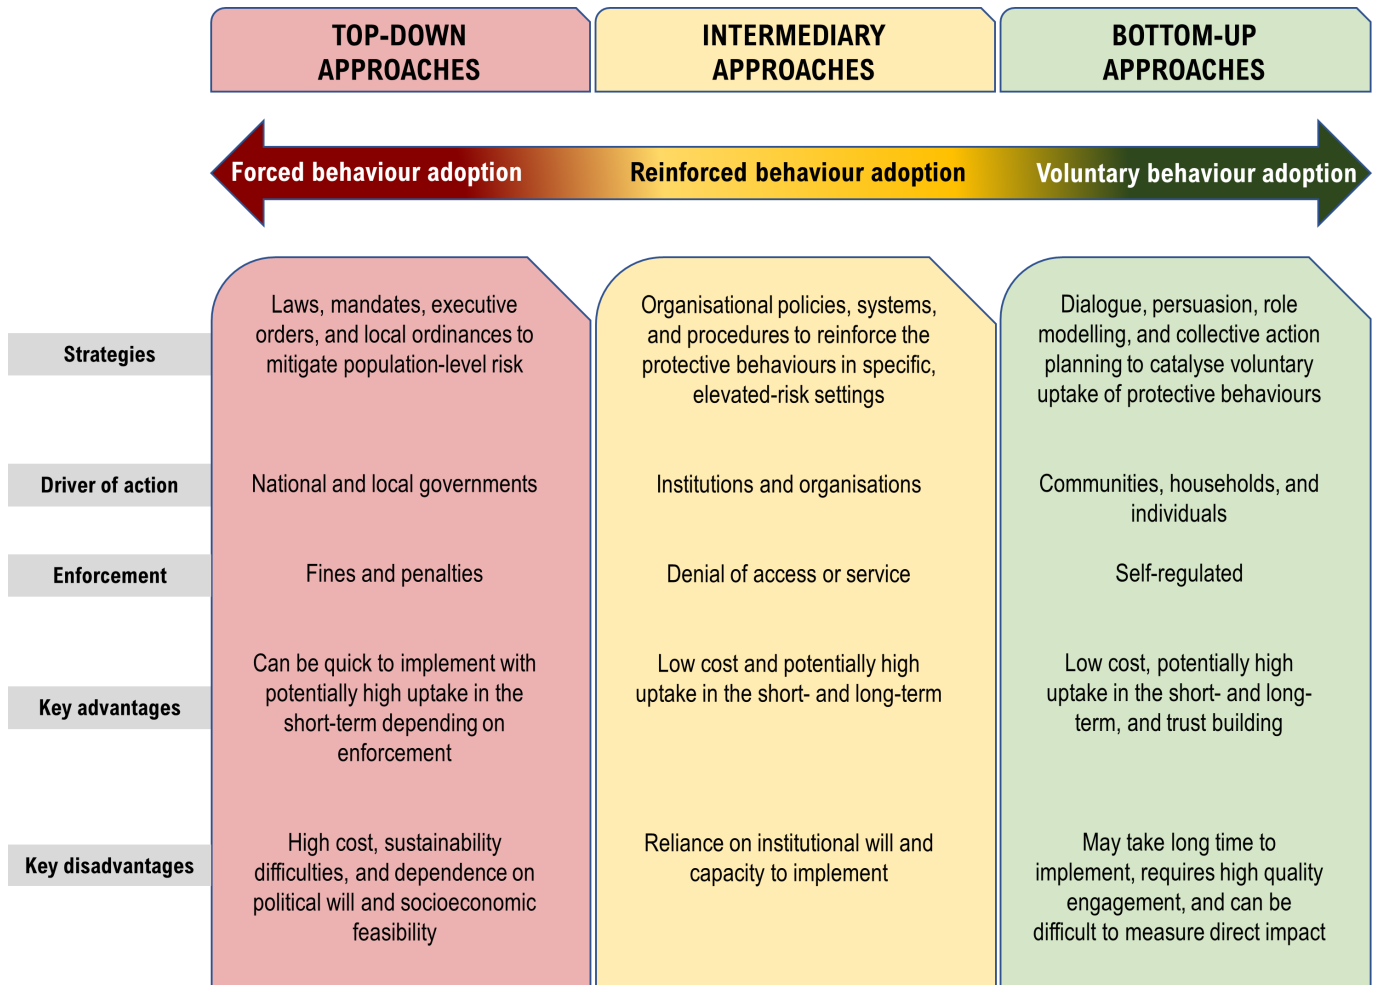 TOP-DOWN
APPROACHES
INTERMEDIARY
APPROACHES
BOTTOM-UP
APPROACHES
Forced behaviour adoption
Reinforced behaviour adoption
Voluntary behaviour adoption
Strategies
Laws, mandates, executive
orders, and local ordinances to
mitigate population-level risk
Organisational policies, systems,
and procedures to reinforce the
protective behaviours in specific,
elevated-risk settings
Dialogue, persuasion, role
modelling, and collective action
planning to catalyse voluntary
uptake of protective behaviours
Driver of action
National and local governments
Institutions and organisations
Communities, households, and
individuals
Enforcement
Fines and penalties
Denial of access or service
Self-regulated
Key advantages
Can be quick to implement with
potentially high uptake in the
short-term depending on
enforcement
Low cost and potentially high
uptake in the short- and long-term
Low cost, potentially high
uptake in the short- and long-
term, and trust building
Key disadvantages
High cost, sustainability
difficulties, and dependence on
political will and socioeconomic
feasibility
Reliance on institutional will and
capacity to implement
May take long time to
implement, requires high quality
engagement, and can be
difficult to measure direct impact